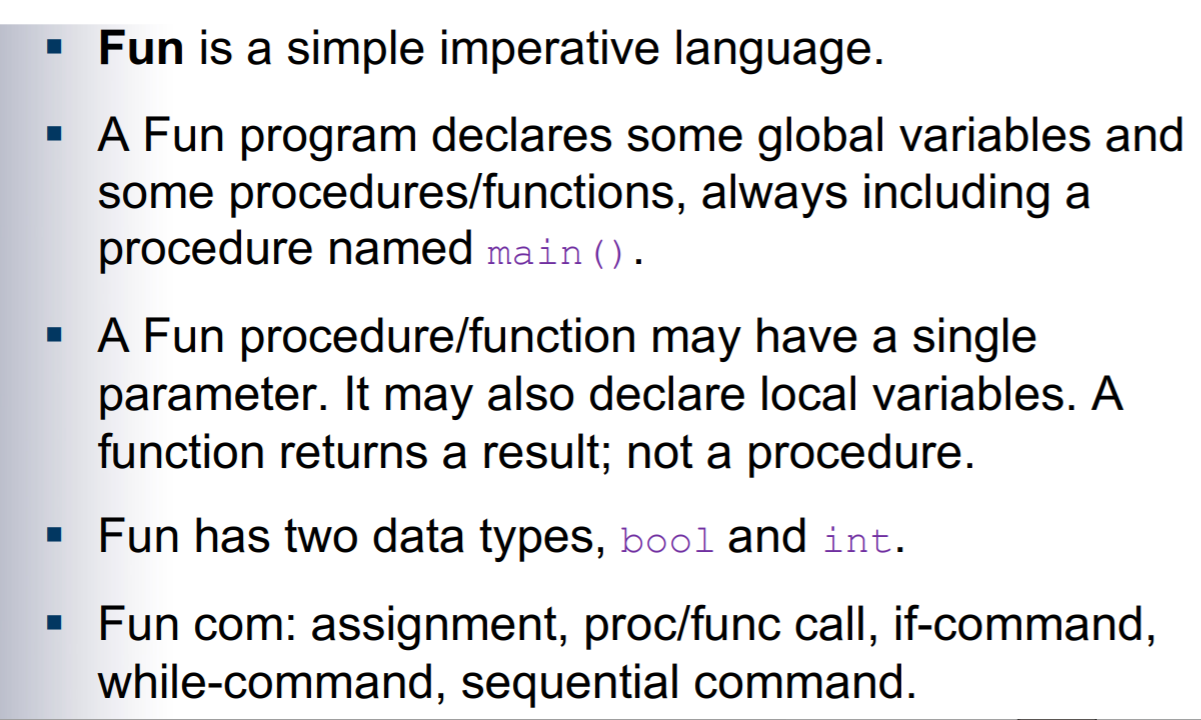 ▪ Fun is a simple imperative language.
▪ A Fun program declares some global variables and
some procedures/functions, always including a
procedure named main().
▪ A Fun procedure/function may have a single
parameter. It may also declare local variables. A
function returns a result; not a procedure.
▪ Fun has two data types, bool and int.
▪ Fun com: assignment, proc/func call, if-command,
while-command, sequential command.